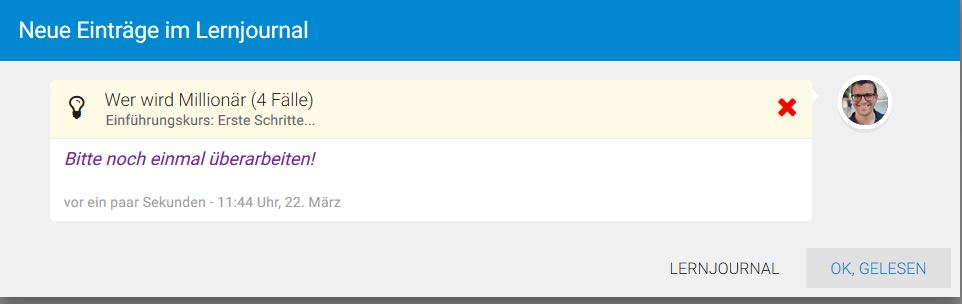 Neue Einträge im Lernjournal
Wer wird Millionär (4 Fälle)
Einführungskurs: Erste Schritte...
Bitte noch einmal überarbeiten!
vor ein paar Sekunden - 11:44 Uhr, 22. März
LERNJOURNAL
OK, GELESEN